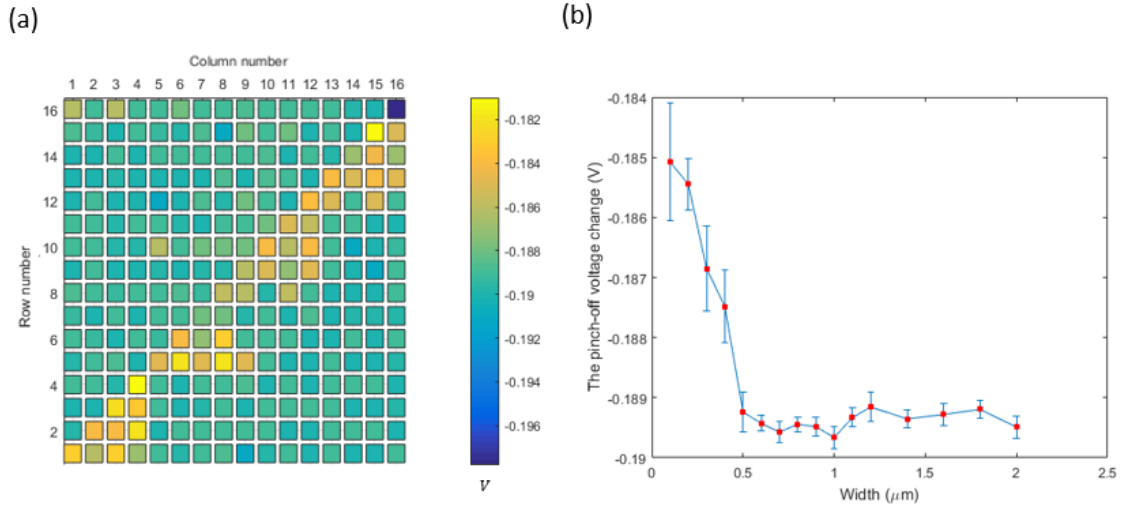 (a)
Column number
1 2 3 4 5 6 7 8 9 10 11 12 13 14 15 16
Row number
16
14
12
10
8
6
4
2
-0.182
-0.184
-0.186
-0.188
-0.19
-0.192
-0.194
-0.196
V
(b)
The pinch-off voltage change (V)
-0.184
-0.185
-0.186
-0.187
-0.188
-0.189
-0.19
0 0.5 1 1.5 2 2.5
Width (μm)